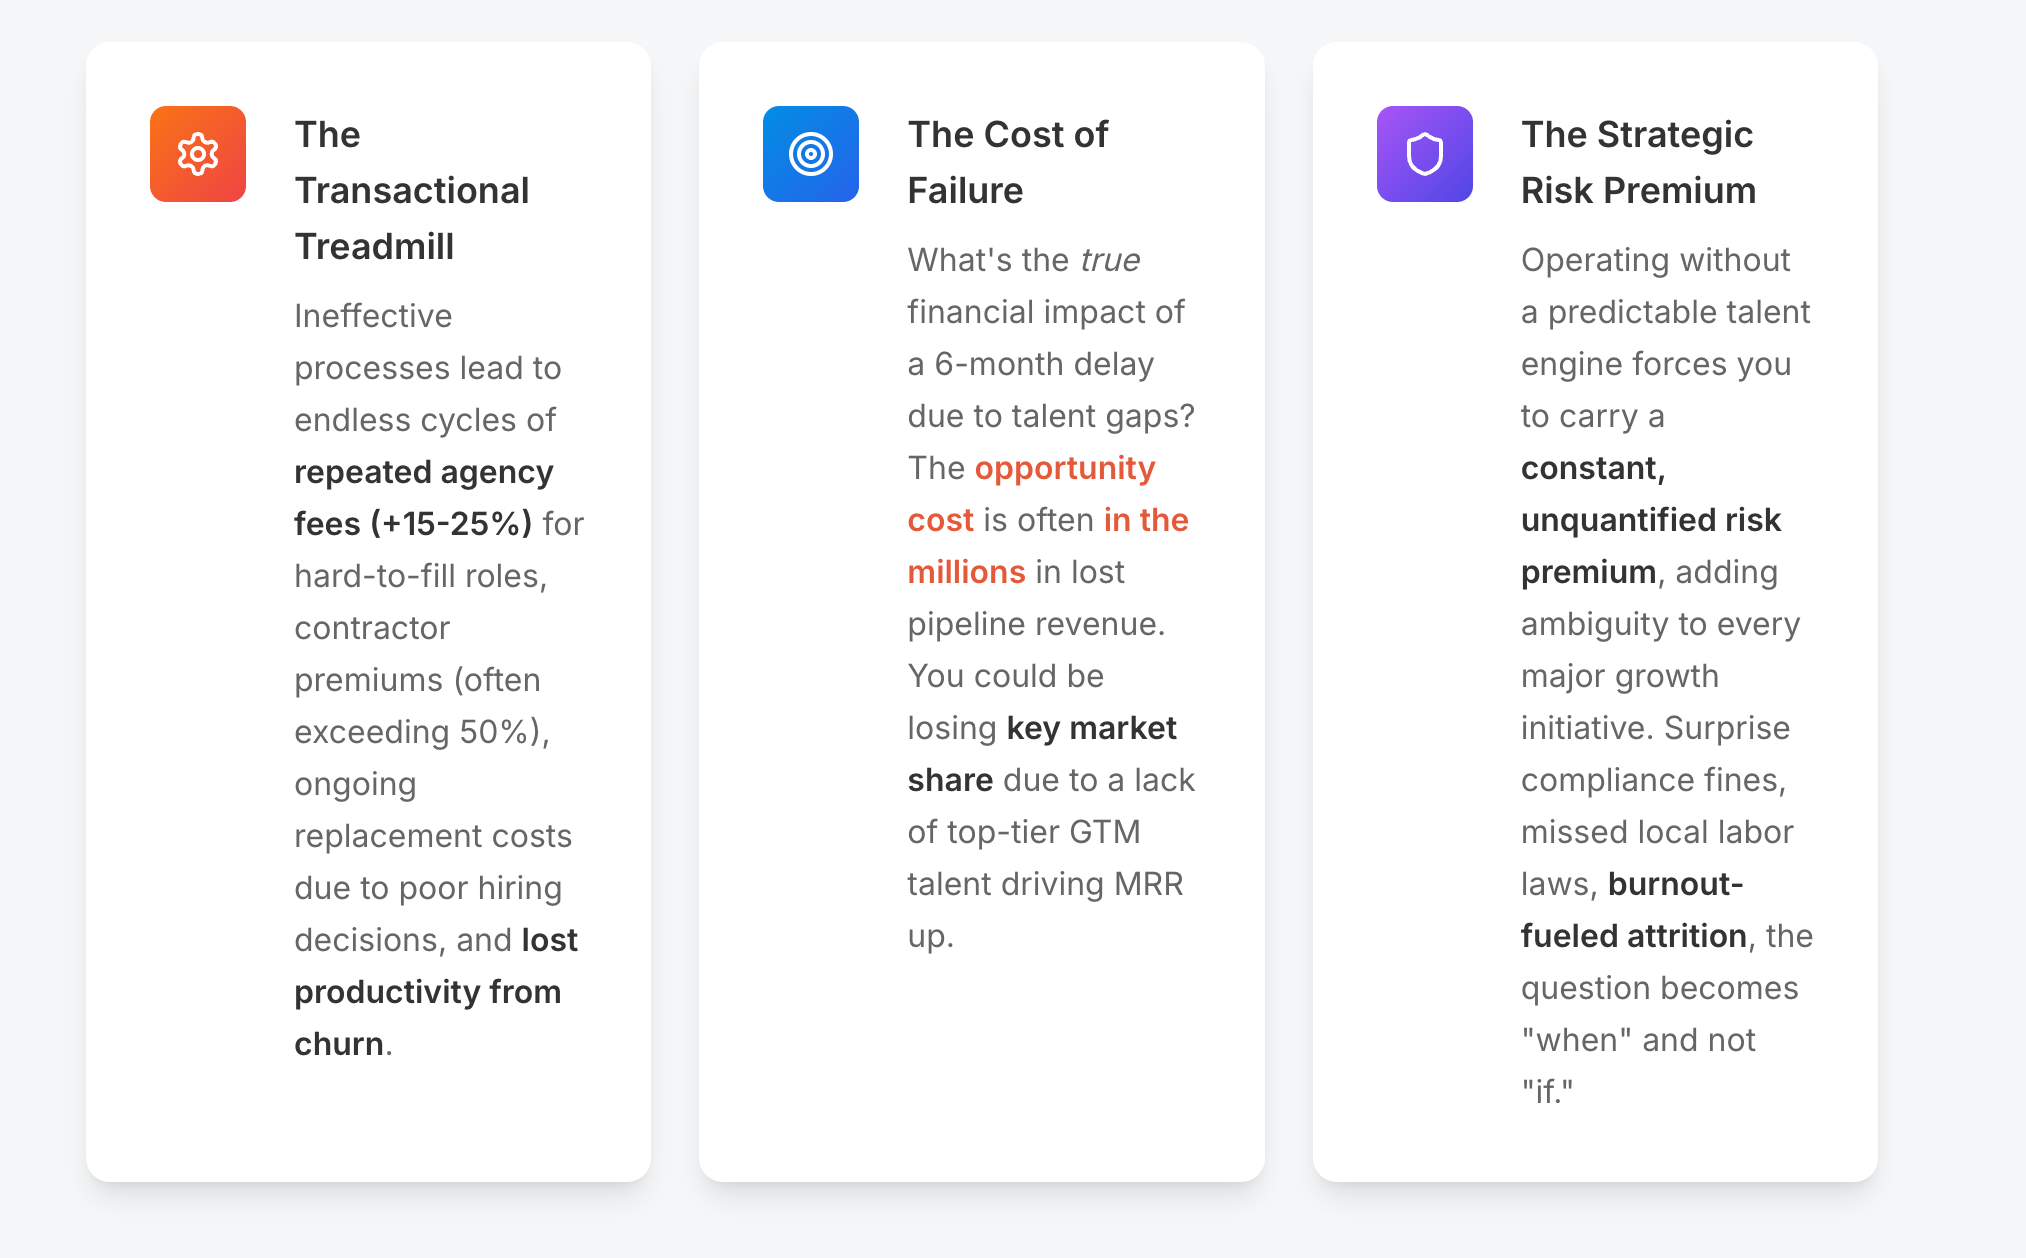 The
Transactional
Treadmill
Ineffective
processes lead to
endless cycles of
repeated agency
fees (+15-25%) for
hard-to-fill roles,
contractor
premiums (often
exceeding 50%),
ongoing
replacement costs
due to poor hiring
decisions, and lost
productivity from
churn.
The Cost of
Failure
What's the true
financial impact of
a 6-month delay
due to talent gaps?
The opportunity
cost is often in the
millions in lost
pipeline revenue.
You could be
losing key market
share due to a lack
of top-tier GTM
talent driving MRR
up.
The Strategic
Risk Premium
Operating without
a predictable talent
engine forces you
to carry a
constant,
unquantified risk
premium, adding
ambiguity to every
major growth
initiative. Surprise
compliance fines,
missed local labor
laws, burnout-
fueled attrition, the
question becomes
"when" and not
"if."